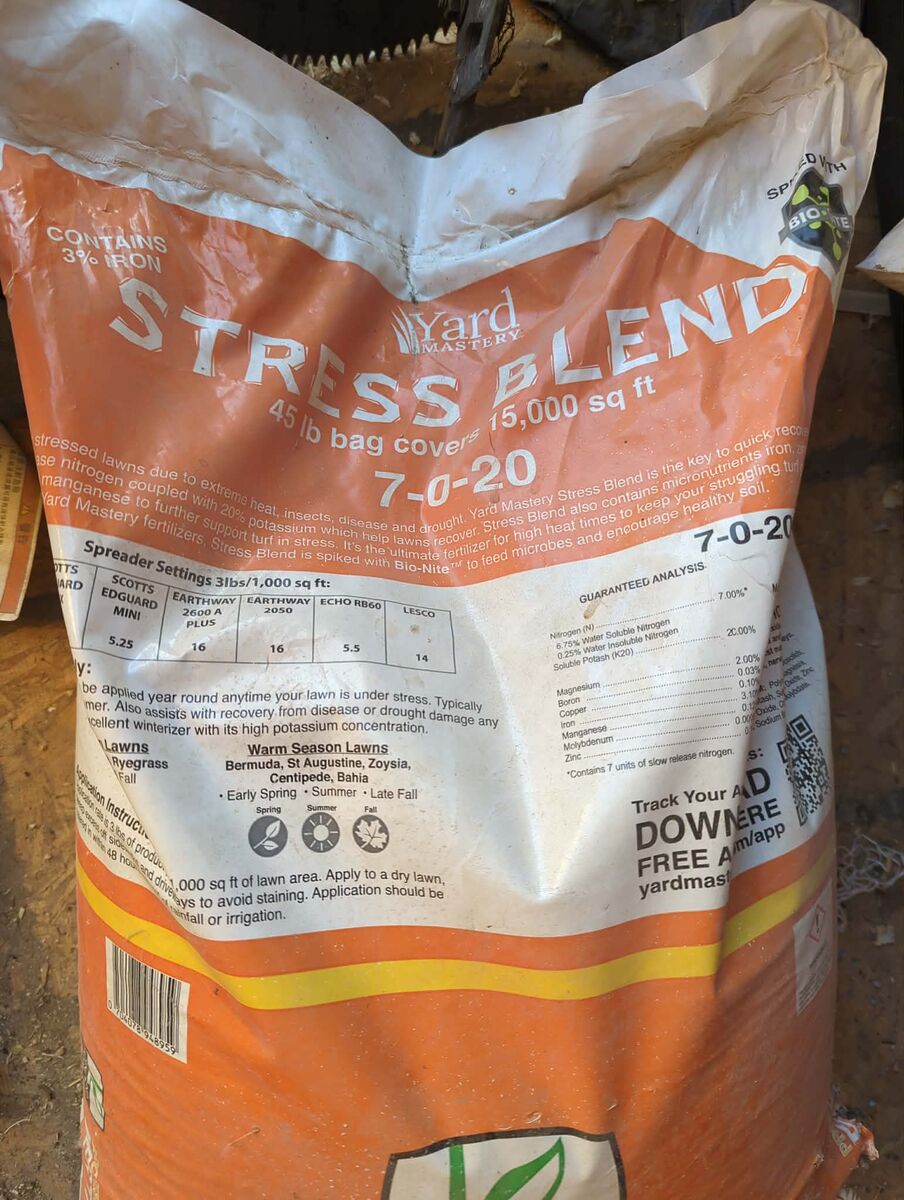 CONTAINS
3% IRON
BIO-NITE
Yard
MASTERY
STRESS BLEND
45 lb bag covers 15,000 sq ft
7-0-20
stressed lawns due to extreme heat, insects, disease and drought. Yard Mastery Stress Blend is the key to quick
nitrogen coupled with 20% potassium which help lawns recover. Stress Blend also contains micronutrients iron,
manganese to further support turf in stress. It's the ultimate fertilizer for high heat times to keep your struggling turf
Yard Mastery fertilizers, Stress Blend is spiked with Bio-Nite™ to feed microbes and encourage healthy soil.
7-0-20
Spreader Settings 3lbs/1,000 sq ft:
SCOTTS EDGUARD MINI
5.25
EARTHWAY 2600 A PLUS
16
EARTHWAY 2050
16
ECHO RB60
5.5
LESCO
14
GUARANTEED ANALYSIS
Nitrogen (N) 7.00%*
6.75% Water Soluble Nitrogen
0.25% Water Insoluble Nitrogen
Soluble Potash (K20) 20.00%
Magnesium 2.00%
Boron 0.03%
Copper
Iron
Manganese
Molybdenum
Zinc
*Contains 7 units of slow release nitrogen.
be applied year round anytime your lawn is under stress. Typically
Also assists with recovery from disease or drought damage any
winterizer with its high potassium concentration.
Lawns
Ryegrass
Fall
Warm Season Lawns
Bermuda, St Augustine, Zoysia,
Centipede, Bahia
• Early Spring • Summer • Late Fall
Spring
Summer
Fall
Application
rate is 3 lbs of
,000 sq ft of lawn area. Apply to a dry lawn,
to avoid staining. Application should be
in 48
or irrigation.
Track Your
FREE